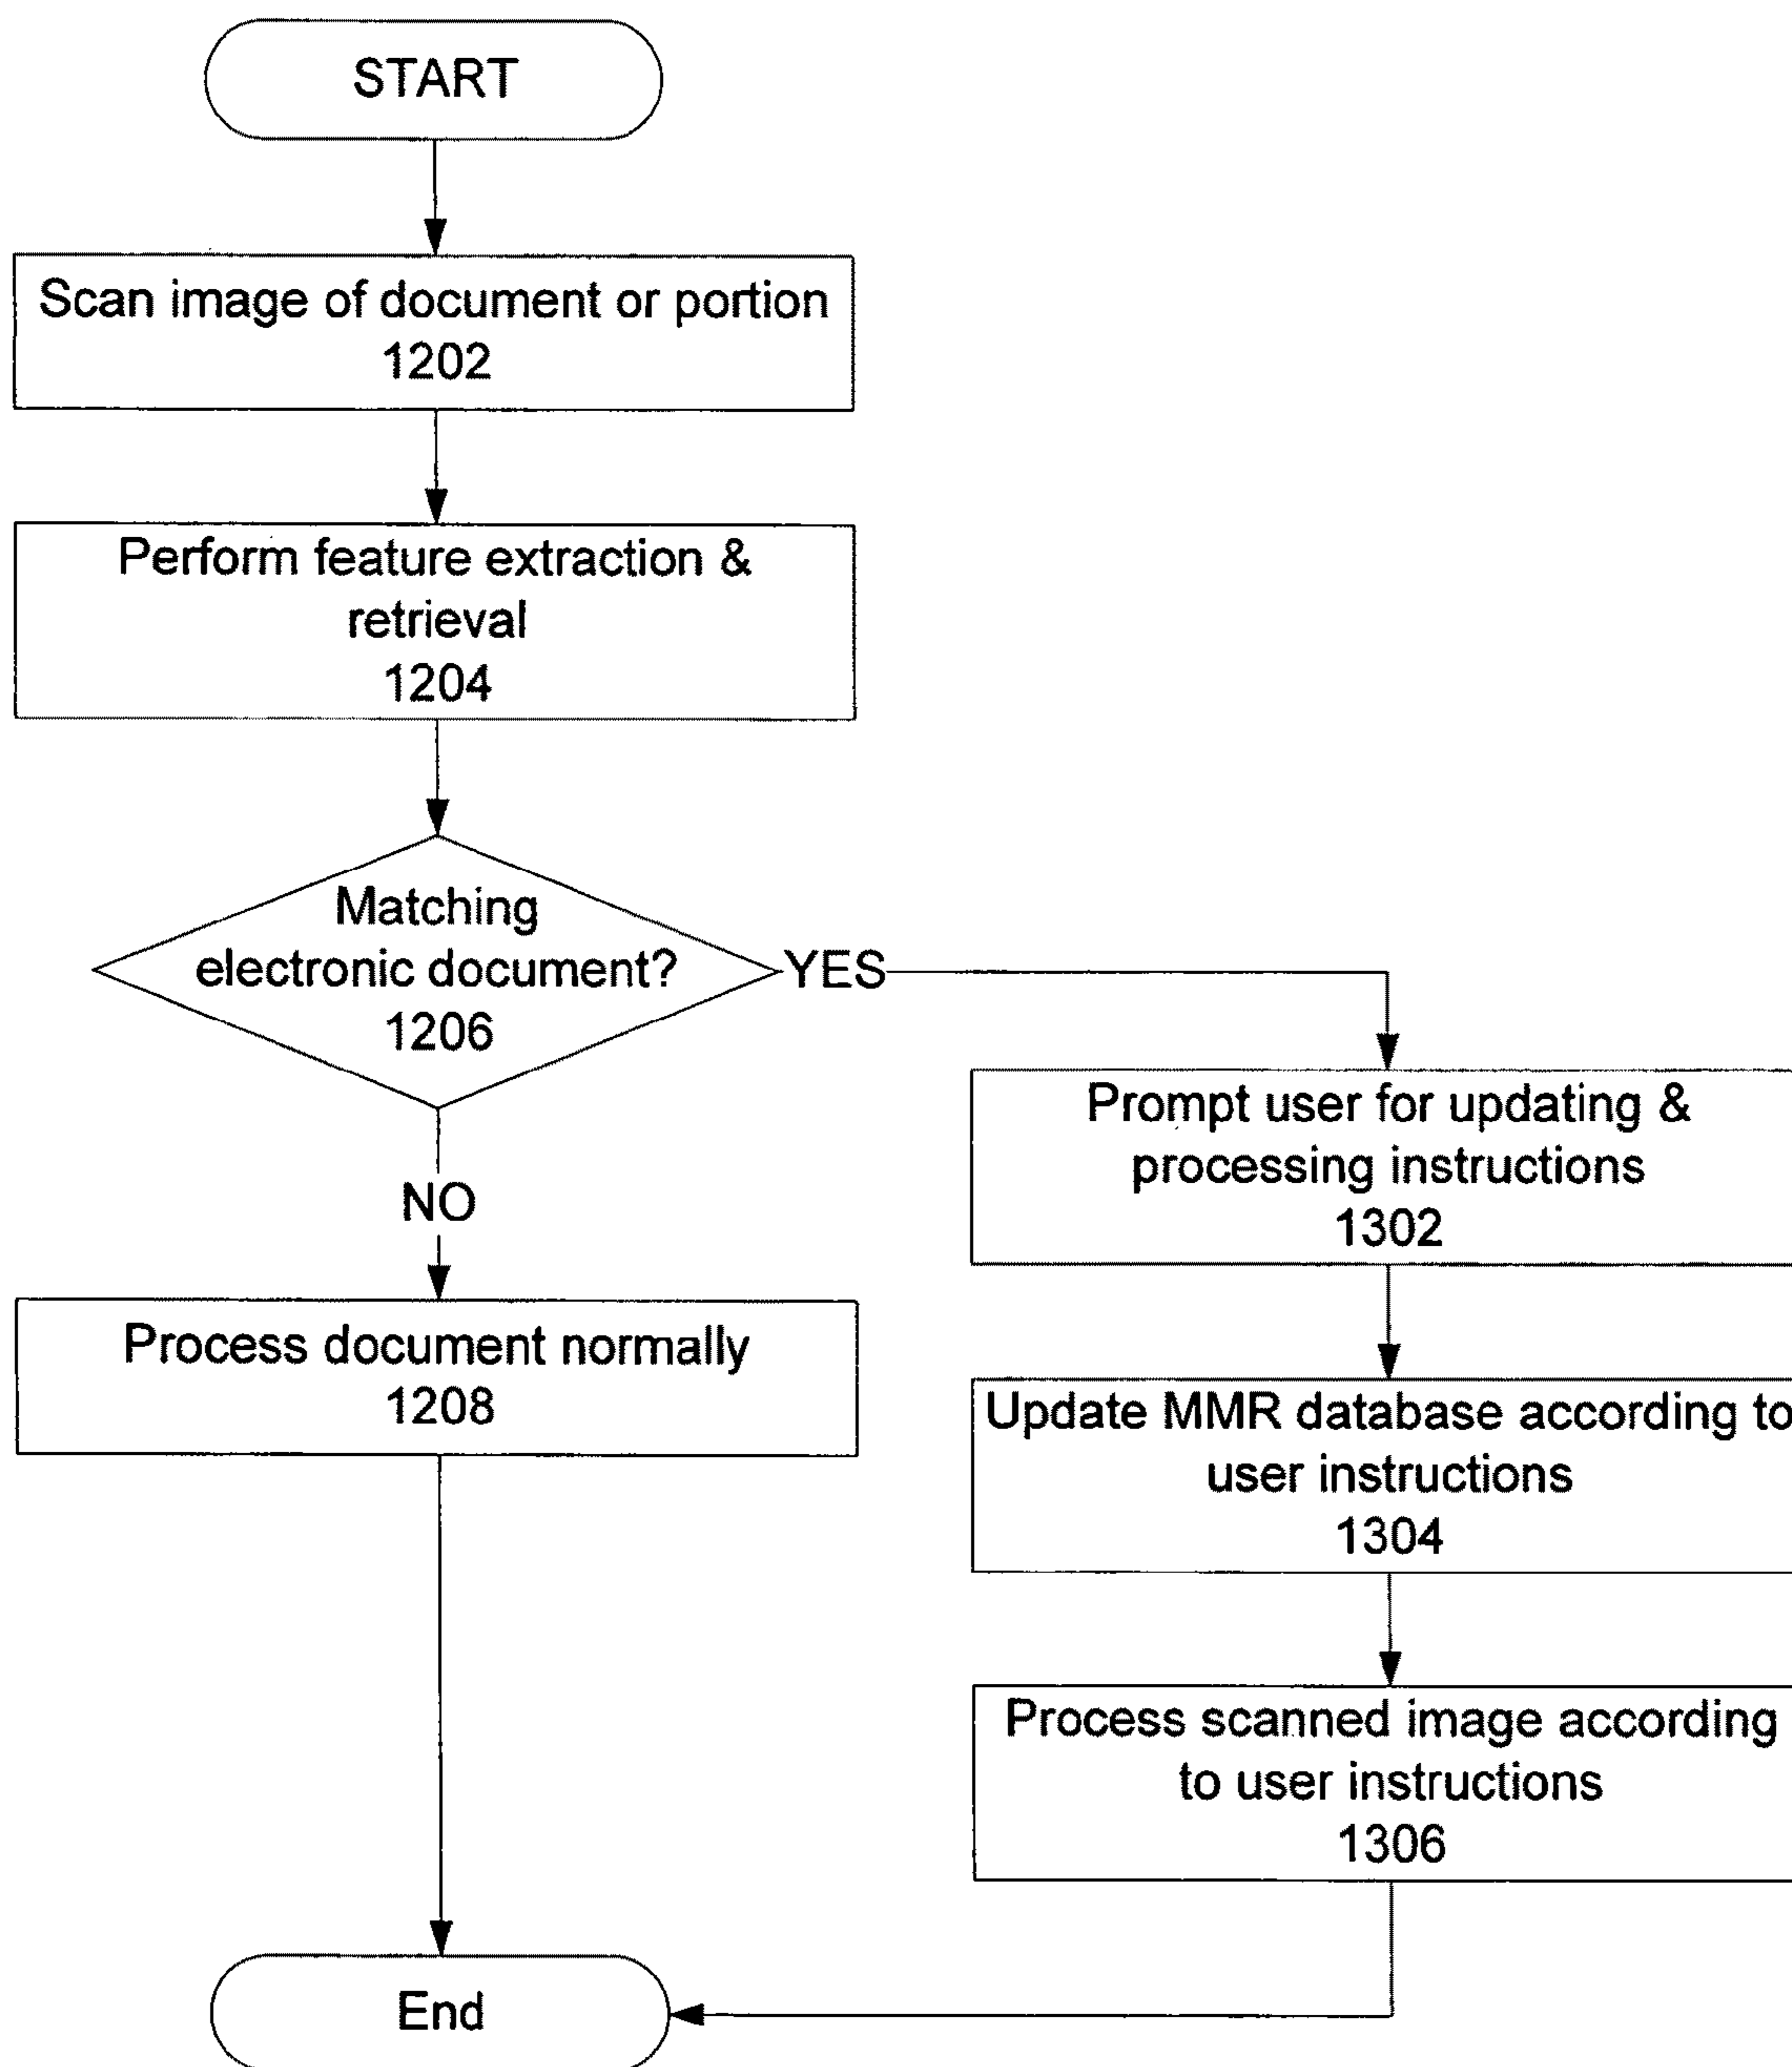 START
Scan image of document or portion
1202
Perform feature extraction &
retrieval
1204
Matching
electronic document?
1206
YES
NO
Process document normally
1208
Prompt user for updating &
processing instructions
1302
Update MMR database according to
user instructions
1304
Process scanned image according
to user instructions
1306
End